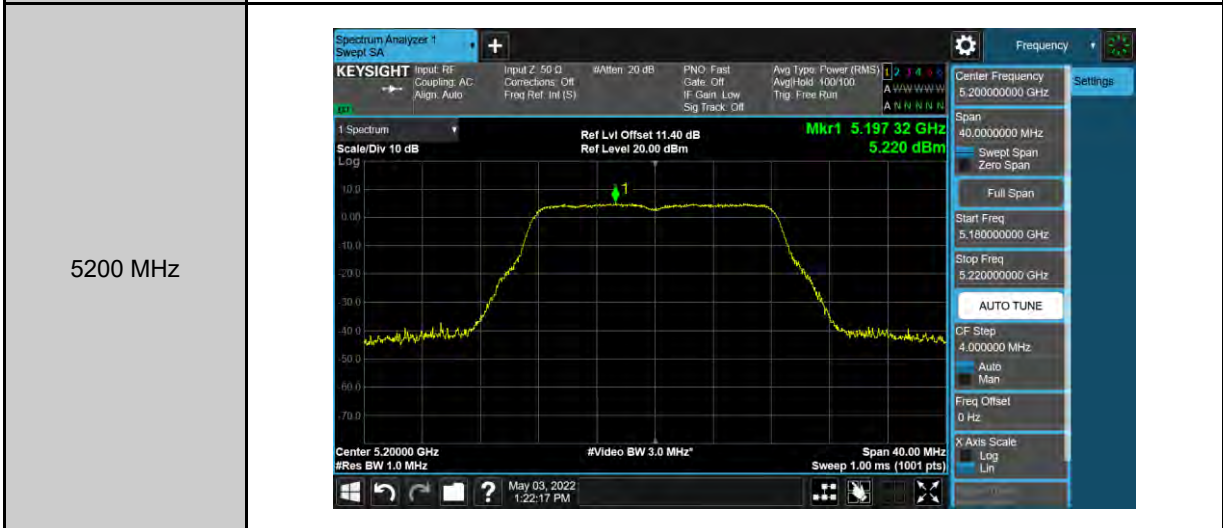 5200 MHz
Spectrum Analyzer 1
Swept SA
+
Frequency
KEYSIGHT
Input: RF
Coupling: AC
Align: Auto
Input Z: 50 Ω
Corrections: Off
Freq Ref: Int (S)
#Atten: 20 dB
PNO: Fast
Gate: Off
IF Gain: Low
Sig Track: Off
Avg Type: Power (RMS)
Avg|Hold: 100/100
Trig: Free Run
1 2 3 4 5 6
A W W W W W
A N N N N N
1 Spectrum
Scale/Div 10 dB
Ref Lvl Offset 11.40 dB
Ref Level 20.00 dBm
Mkr1 5.197 32 GHz
5.220 dBm
Log
10.0
0.00
-10.0
-20.0
-30.0
-40.0
-50.0
-60.0
-70.0
1
Center 5.20000 GHz
#Res BW 1.0 MHz
#Video BW 3.0 MHz*
Span 40.00 MHz
Sweep 1.00 ms (1001 pts)
?
May 03, 2022
1:22:17 PM
Center Frequency
5.200000000 GHz
Settings
Span
40.0000000 MHz
Swept Span
Zero Span
Full Span
Start Freq
5.180000000 GHz
Stop Freq
5.220000000 GHz
AUTO TUNE
CF Step
4.000000 MHz
Auto
Man
Freq Offset
0 Hz
X Axis Scale
Log
Lin